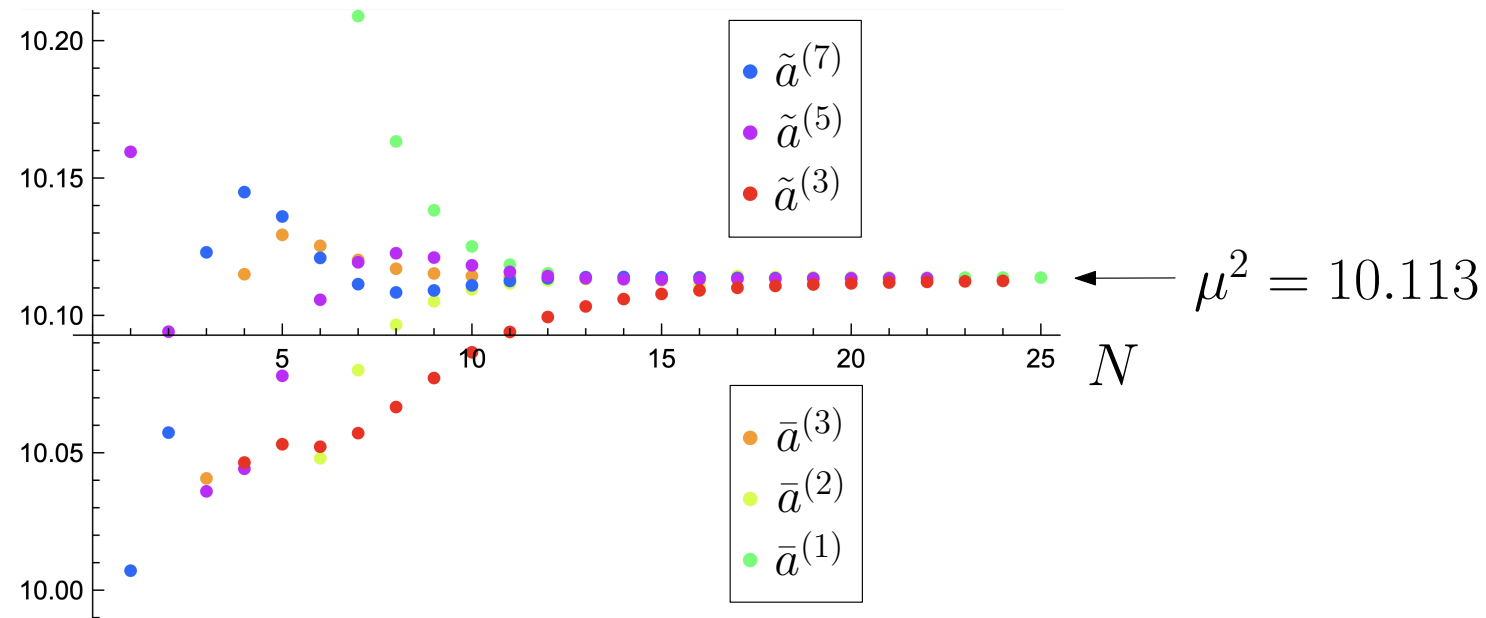 10.20
10.15
10.10
10.05
10.00
5
10
15
20
25
N
ã⁽⁷⁾
ã⁽⁵⁾
ã⁽³⁾
μ² = 10.113
ā⁽³⁾
ā⁽²⁾
ā⁽¹⁾